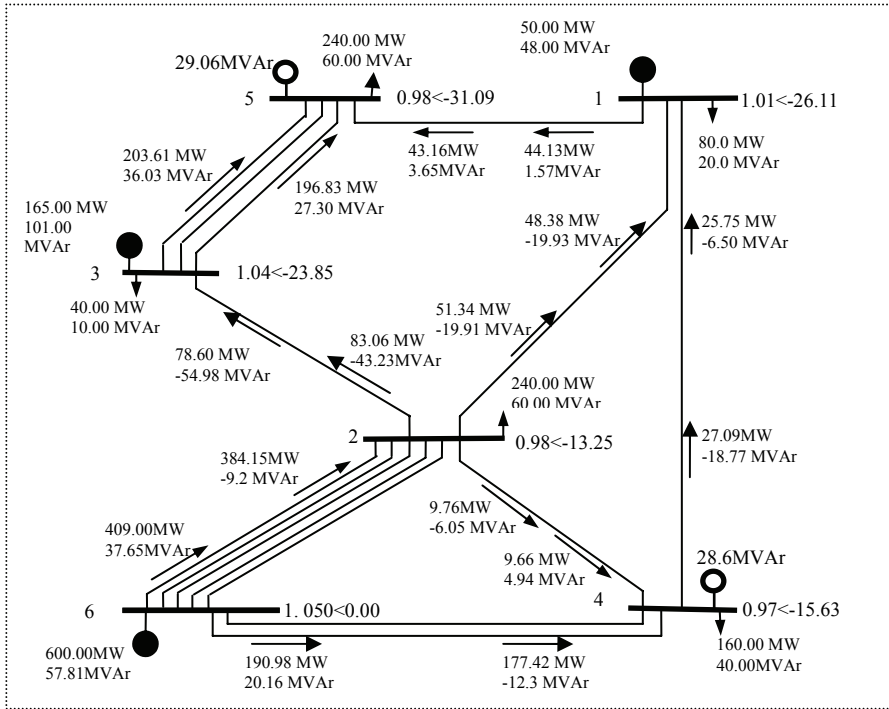 50.00 MW
48.00 MVAr
240.00 MW
60.00 MVAr
29.06MVAr
5
0.98<-31.09
1
1.01<-26.11
80.0 MW
20.0 MVAr
43.16MW
3.65 MVAr
44.13MW
1.57MVAr
203.61 MW
36.03 MVAr
196.83 MW
27.30 MVAr
165.00 MW
101.00
MVAr
48.38 MW
-19.93 MVAr
25.75 MW
-6.50 MVAr
3
1.04<-23.85
40.00 MW
10.00 MVAr
51.34 MW
-19.91 MVAr
83.06 MW
-43.23MVAr
78.60 MW
-54.98 MVAr
240.00 MW
60.00 MVAr
2
0.98<-13.25
27.09MW
-18.77 MVAr
384.15MW
-9.2 MVAr
9.76MW
-6.05 MVAr
409.00MW
37.65MVAr
9.66 MW
4.94 MVAr
28.6MVAr
6
1. 050<0.00
4
0.97<-15.63
600.00MW
57.81MVAr
190.98 MW
20.16 MVAr
177.42 MW
-12.3 MVAr
160.00 MW
40.00MVAr